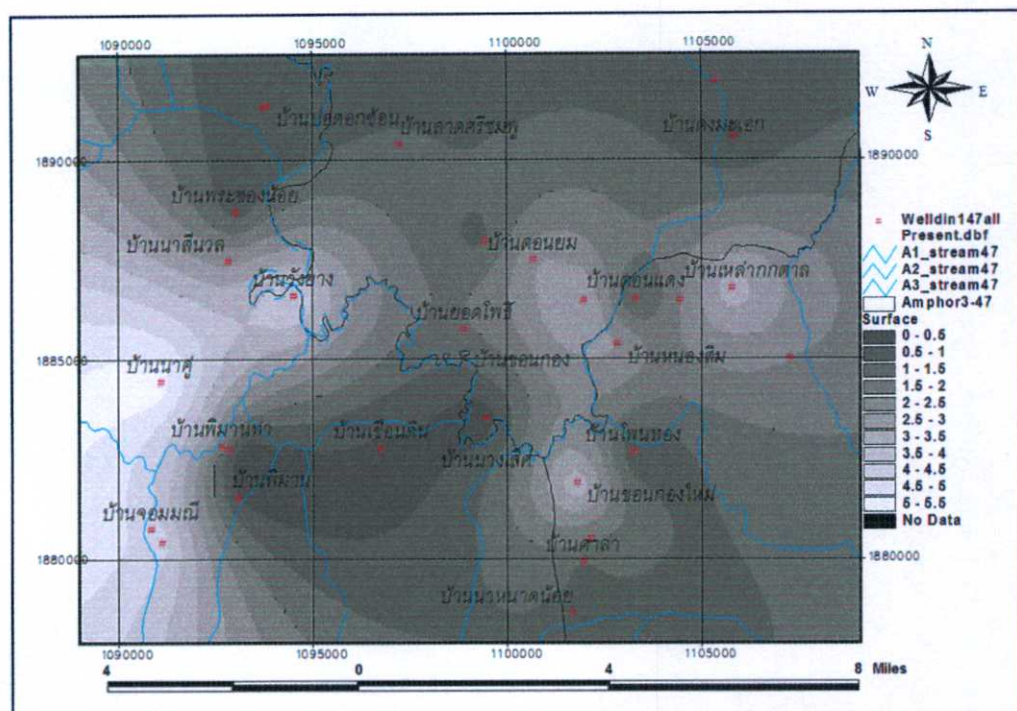 1090000 1095000 1100000 1105000
N
W E
S
บ้านบ่อดอกซ้อน
บ้านลาดศรีชมภู
บ้านดงมะเอก
1890000 1890000
บ้านพระซองน้อย
บ้านนาสีนวล
บ้านดอนยม
บ้านวังยาง
บ้านดอนแดง
บ้านเหล่ากกตาล
บ้านยอดโพธิ์
1885000 1885000
บ้านนาคู่
บ้านขอนกอง
บ้านหนองสิม
บ้านพิมานท่า
บ้านเขื่อนดิน
บ้านโพนทอง
บ้านนางเลิศ
บ้านพิมาน
บ้านขอนกองใหม่
บ้านจอมมณี
บ้านศาลา
1880000 1880000
บ้านนาหนาดน้อย
1090000 1095000 1100000 1105000
4 0 4 8 Miles
Welldin147all
Present.dbf
A1_stream47
A2_stream47
A3_stream47
Amphor3-47
Surface
0 - 0.5
0.5 - 1
1 - 1.5
1.5 - 2
2 - 2.5
2.5 - 3
3 - 3.5
3.5 - 4
4 - 4.5
4.5 - 5
5 - 5.5
No Data